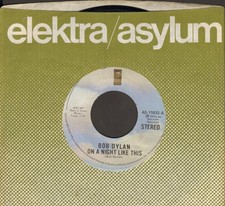 elektra/asylum
BOB DYLAN
ON A NIGHT LIKE THIS
STEREO